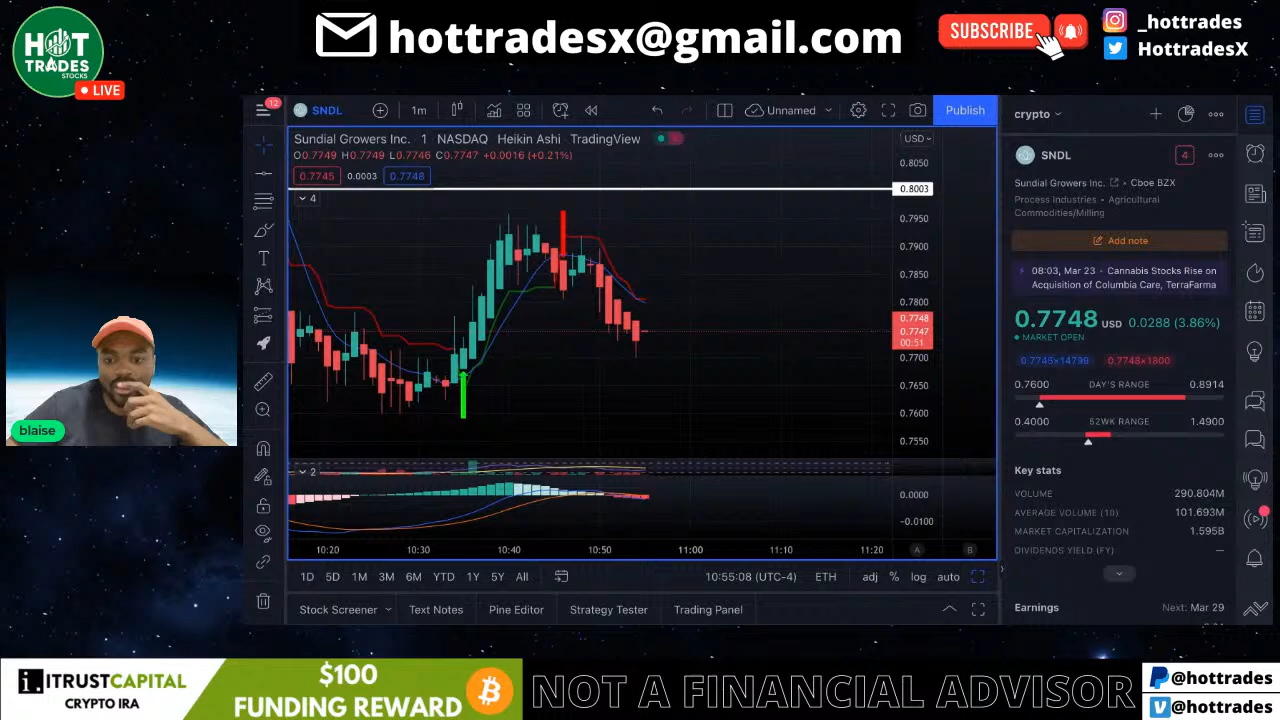 HOT
TRADES
STOCKS
LIVE
hottradesx@gmail.com
SUBSCRIBE
_hottrades
HottradesX
12
SNDL
1m
Unnamed
Publish
crypto
Sundial Growers Inc. 1 NASDAQ Heikin Ashi TradingView
O0.7749 H0.7749 L0.7746 C0.7747 +0.0016 (+0.21%)
0.7745 0.0003 0.7748
4
USD
0.8050
0.8003
0.7950
0.7900
0.7850
0.7800
0.7748
0.7747
00:51
0.7700
0.7650
0.7600
0.7550
2
0.0000
-0.0100
10:20 10:30 10:40 10:50 11:00 11:10 11:20 A B
1D 5D 1M 3M 6M YTD 1Y 5Y All
10:55:08 (UTC-4) ETH adj % log auto
Stock Screener Text Notes Pine Editor Strategy Tester Trading Panel
SNDL
4
Sundial Growers Inc. • Cboe BZX
Process Industries • Agricultural
Commodities/Milling
Add note
08:03, Mar 23 - Cannabis Stocks Rise on
Acquisition of Columbia Care, TerraFarma
0.7748 USD 0.0288 (3.86%)
MARKET OPEN
0.7745×14799 0.7748×1800
0.7600 DAY'S RANGE 0.8914
0.4000 52WK RANGE 1.4900
Key stats
VOLUME 290.804M
AVERAGE VOLUME (10) 101.693M
MARKET CAPITALIZATION 1.595B
DIVIDENDS YIELD (FY) —
Earnings Next: Mar 29
blaise
iTRUSTCAPITAL
CRYPTO IRA
$100
FUNDING REWARD
NOT A FINANCIAL ADVISOR
@hottrades
@hottrades